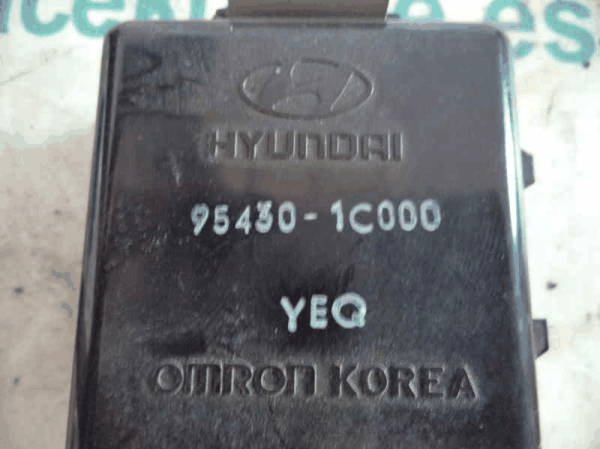 HYUNDAI
95430-1C000
YEQ
OMRON KOREA